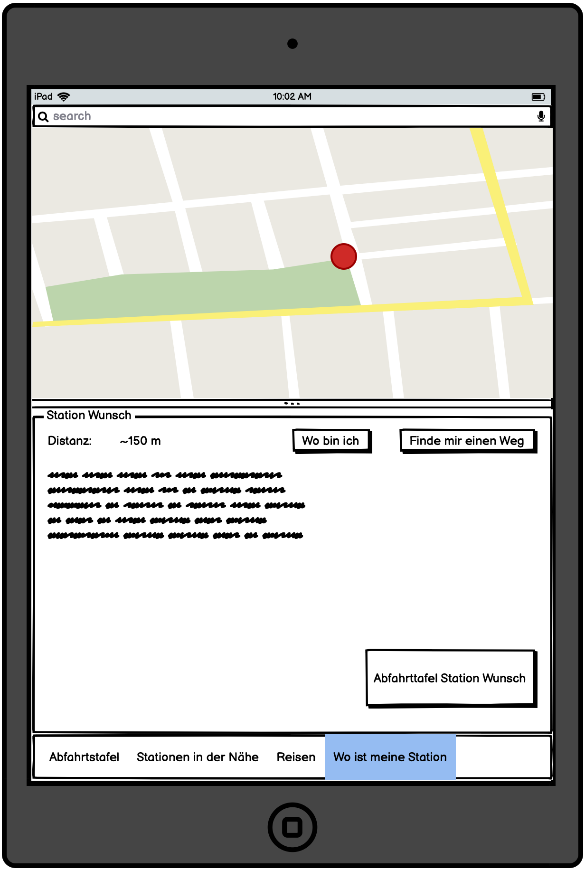 iPad
10:02 AM
search
Station Wunsch
Distanz: ~150 m
Wo bin ich
Finde mir einen Weg
Abfahrttafel Station Wunsch
Abfahrtstafel
Stationen in der Nähe
Reisen
Wo ist meine Station